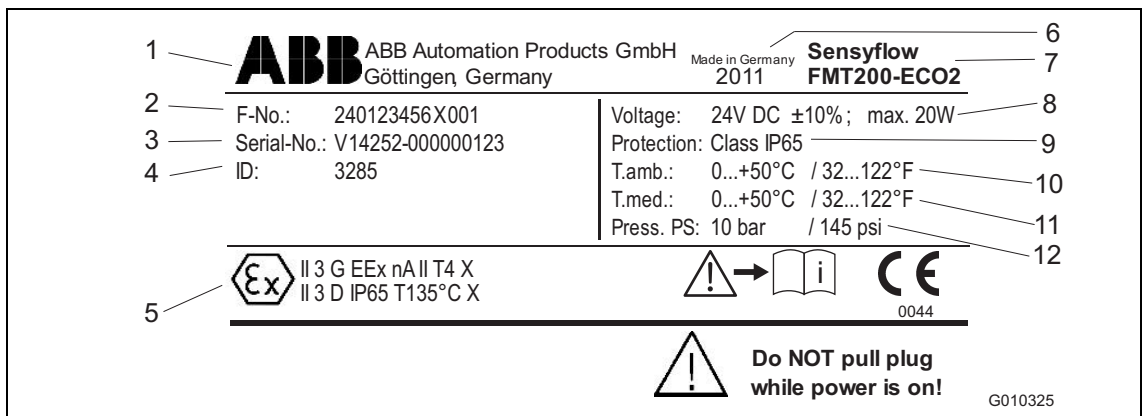 1 ABB ABB Automation Products GmbH
Göttingen, Germany
Made in Germany
2011
Sensyflow
FMT200-ECO2
6
7
2 F-No.: 240123456X001
3 Serial-No.: V14252-000000123
4 ID: 3285
Voltage: 24V DC ±10% ; max. 20W 8
Protection: Class IP65 9
T.amb.: 0...+50°C / 32...122°F 10
T.med.: 0...+50°C / 32...122°F 11
Press. PS: 10 bar / 145 psi 12
5 Ex II 3 G EEx nA II T4 X
II 3 D IP65 T135°C X
! i CE
0044
! Do NOT pull plug
while power is on!
G010325